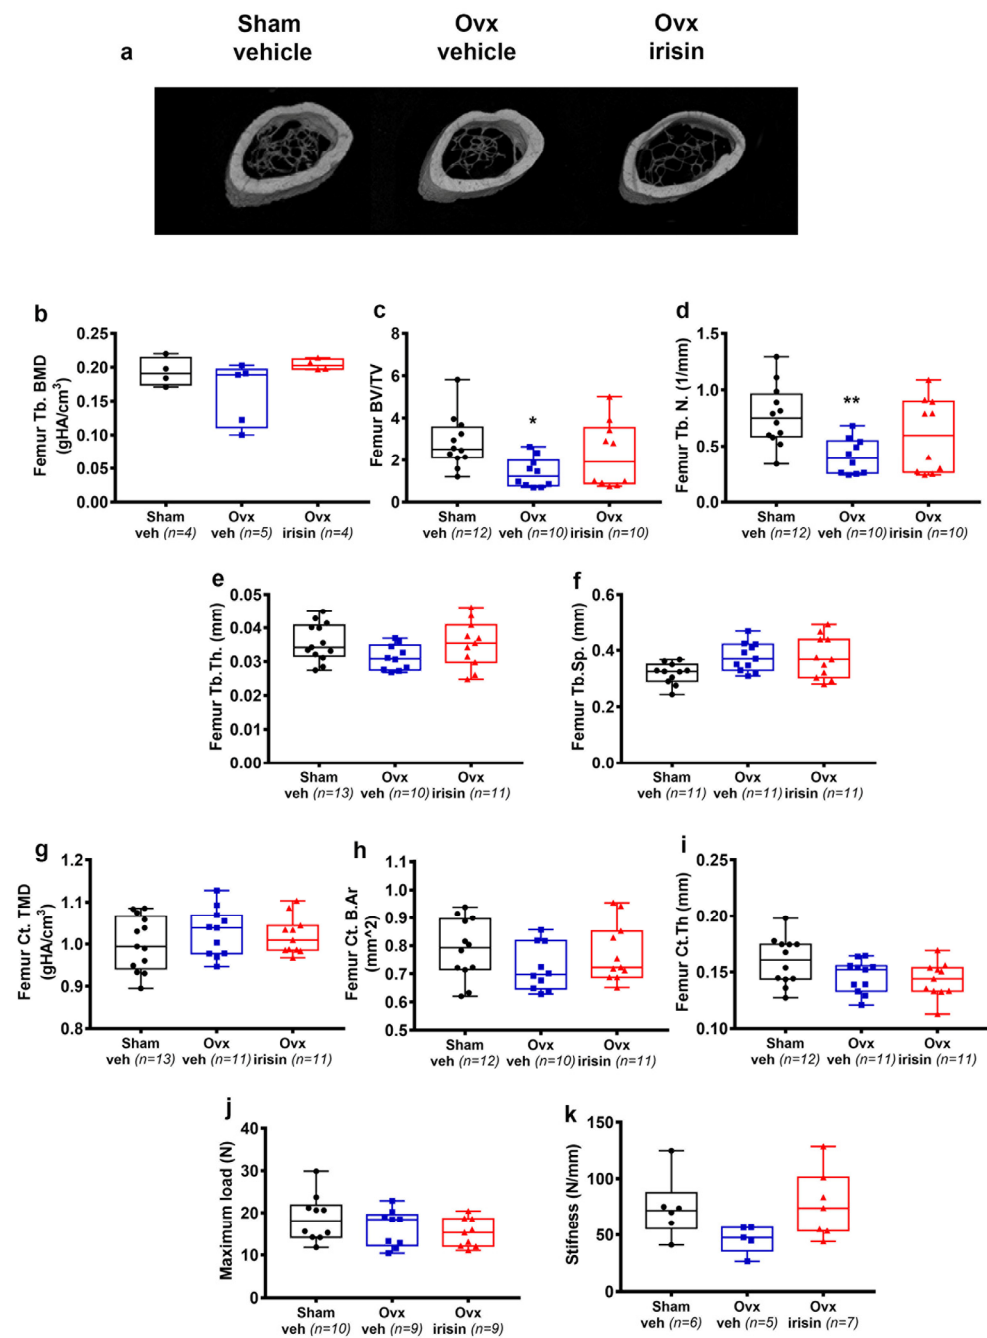 Sham vehicle
Ovx vehicle
Ovx irisin
a
b
Femur Tb. BMD (gHA/cm³)
0.25
0.20
0.15
0.10
0.05
0.00
Sham veh (n=4)
Ovx veh (n=5)
Ovx irisin (n=4)
c
Femur BV/TV
8
6
4
2
0
*
Sham veh (n=12)
Ovx veh (n=10)
Ovx irisin (n=10)
d
Femur Tb. N. (1/mm)
1.5
1.0
0.5
0.0
**
Sham veh (n=12)
Ovx veh (n=10)
Ovx irisin (n=10)
e
Femur Tb.Th. (mm)
0.05
0.04
0.03
0.02
0.01
0.00
Sham veh (n=13)
Ovx veh (n=10)
Ovx irisin (n=11)
f
Femur Tb.Sp. (mm)
0.6
0.4
0.2
0.0
Sham veh (n=11)
Ovx veh (n=11)
Ovx irisin (n=11)
g
Femur Ct. TMD (gHA/cm³)
1.2
1.1
1.0
0.9
0.8
Sham veh (n=13)
Ovx veh (n=11)
Ovx irisin (n=11)
h
Femur Ct. B.Ar (mm^2)
1.1
1.0
0.9
0.8
0.7
0.6
0.5
Sham veh (n=12)
Ovx veh (n=10)
Ovx irisin (n=11)
i
Femur Ct.Th (mm)
0.25
0.20
0.15
0.10
Sham veh (n=12)
Ovx veh (n=11)
Ovx irisin (n=11)
j
Maximum load (N)
40
30
20
10
0
Sham veh (n=10)
Ovx veh (n=9)
Ovx irisin (n=9)
k
Stifness (N/mm)
150
100
50
0
Sham veh (n=6)
Ovx veh (n=5)
Ovx irisin (n=7)